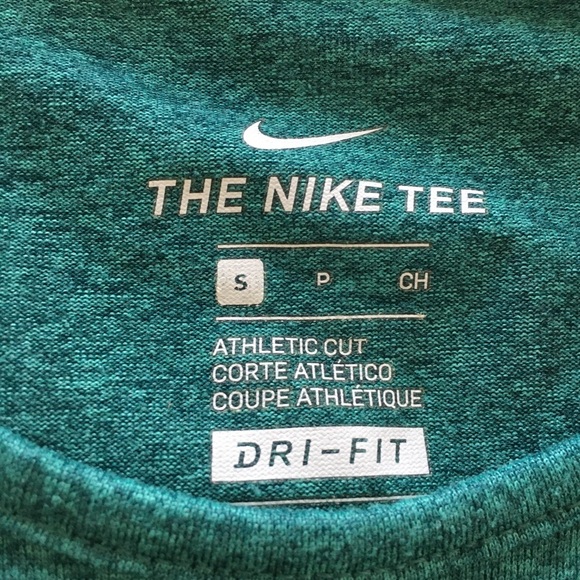 THE NIKE TEE
S P CH
ATHLETIC CUT
CORTE ATLÉTICO
COUPE ATHLÉTIQUE
DRI-FIT